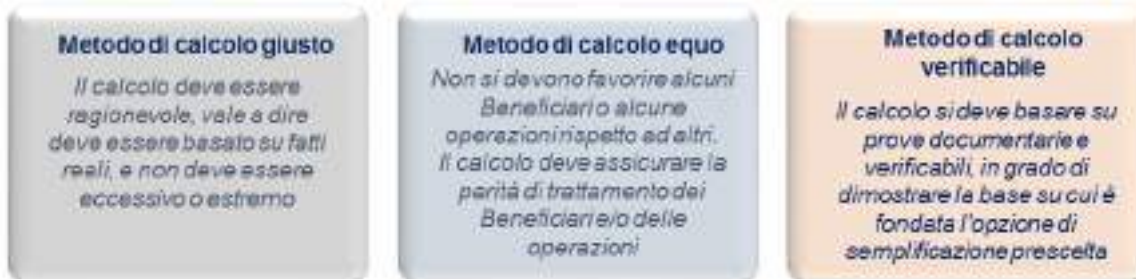 Metodo di calcolo giusto
Il calcolo deve essere
ragionevole, vale a dire
deve essere basato su fatti
reali, e non deve essere
eccessivo o estremo
Metodo di calcolo equo
Non si devono favorire alcuni
Beneficiari o alcune
operazioni rispetto ad altri.
Il calcolo deve assicurare la
parità di trattamento dei
Beneficiari e/o delle
operazioni
Metodo di calcolo
verificabile
Il calcolo si deve basare su
prove documentarie e
verificabili, in grado di
dimostrare la base su cui è
fondata l'opzione di
semplificazione prescelta